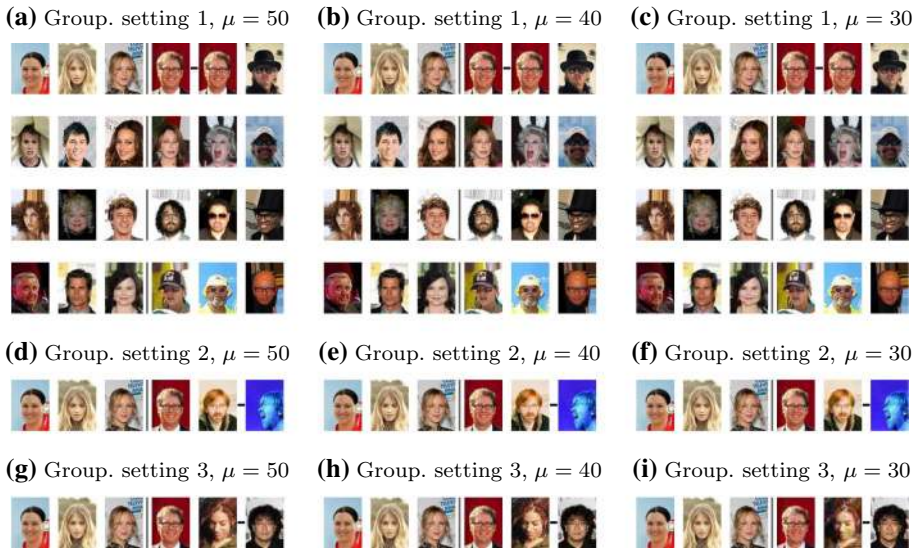 (a) Group. setting 1, μ = 50 (b) Group. setting 1, μ = 40 (c) Group. setting 1, μ = 30
(d) Group. setting 2, μ = 50 (e) Group. setting 2, μ = 40 (f) Group. setting 2, μ = 30
(g) Group. setting 3, μ = 50 (h) Group. setting 3, μ = 40 (i) Group. setting 3, μ = 30